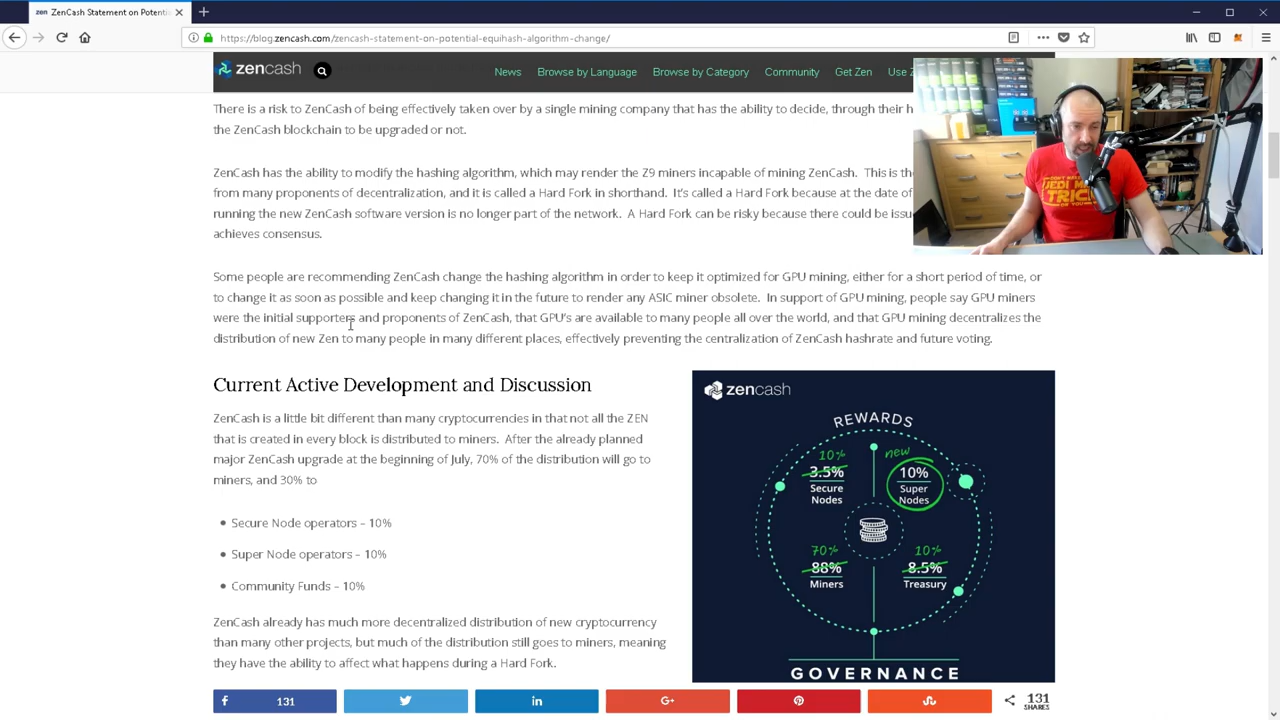 zen ZenCash Statement on Potenti
https://blog.zencash.com/zencash-statement-on-potential-equihash-algorithm-change/
zencash
News Browse by Language Browse by Category Community Get Zen Use Z
There is a risk to ZenCash of being effectively taken over by a single mining company that has the ability to decide, through their h
the ZenCash blockchain to be upgraded or not.
ZenCash has the ability to modify the hashing algorithm, which may render the Z9 miners incapable of mining ZenCash. This is the
from many proponents of decentralization, and it is called a Hard Fork in shorthand. It's called a Hard Fork because at the date of
running the new ZenCash software version is no longer part of the network. A Hard Fork can be risky because there could be issu
achieves consensus.
Some people are recommending ZenCash change the hashing algorithm in order to keep it optimized for GPU mining, either for a short period of time, or
to change it as soon as possible and keep changing it in the future to render any ASIC miner obsolete. In support of GPU mining, people say GPU miners
were the initial supporters and proponents of ZenCash, that GPU's are available to many people all over the world, and that GPU mining decentralizes the
distribution of new Zen to many people in many different places, effectively preventing the centralization of ZenCash hashrate and future voting.
Current Active Development and Discussion
ZenCash is a little bit different than many cryptocurrencies in that not all the ZEN
that is created in every block is distributed to miners. After the already planned
major ZenCash upgrade at the beginning of July, 70% of the distribution will go to
miners, and 30% to
Secure Node operators – 10%
Super Node operators – 10%
Community Funds – 10%
ZenCash already has much more decentralized distribution of new cryptocurrency
than many other projects, but much of the distribution still goes to miners, meaning
they have the ability to affect what happens during a Hard Fork.
zencash
REWARDS
10% new
3.5% 10%
Secure Super
Nodes Nodes
70% 10%
88% 8.5%
Miners Treasury
GOVERNANCE
131
131
SHARES
JEDI M
TRIC